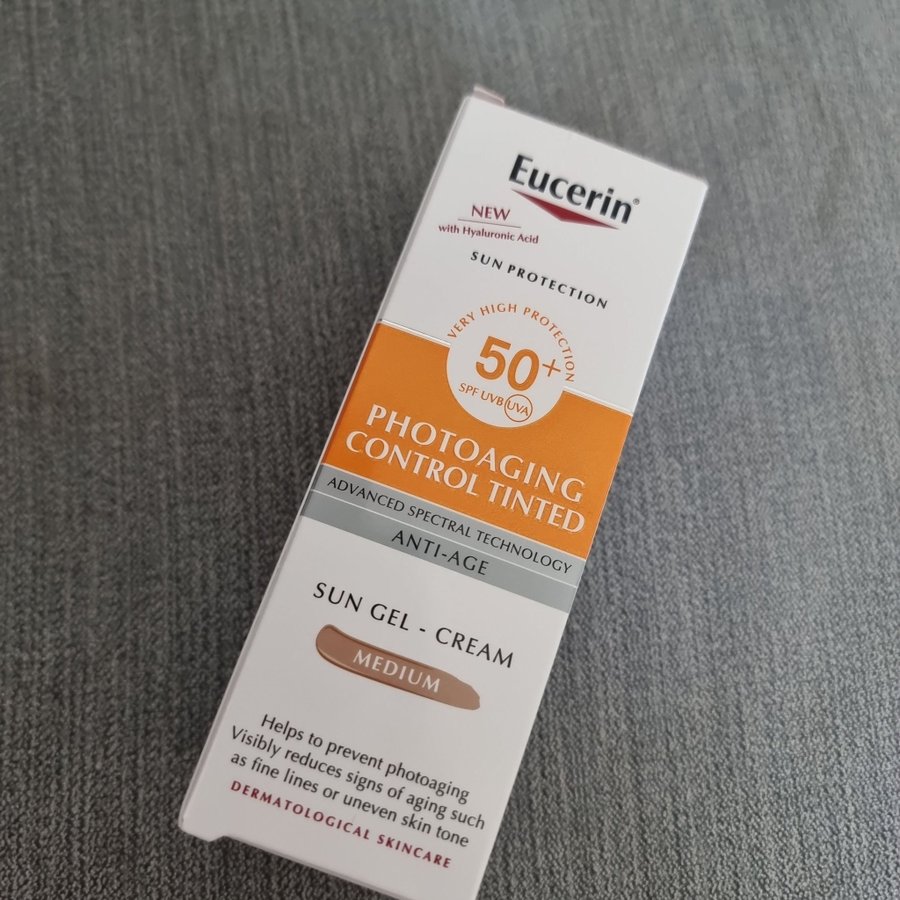 Eucerin®
NEW
with Hyaluronic Acid
SUN PROTECTION
VERY HIGH PROTECTION
50+
SPF UVB UVA
PHOTOAGING
CONTROL TINTED
ADVANCED SPECTRAL TECHNOLOGY
ANTI-AGE
SUN GEL - CREAM
MEDIUM
Helps to prevent photoaging
Visibly reduces signs of aging such
as fine lines or uneven skin tone
DERMATOLOGICAL SKINCARE